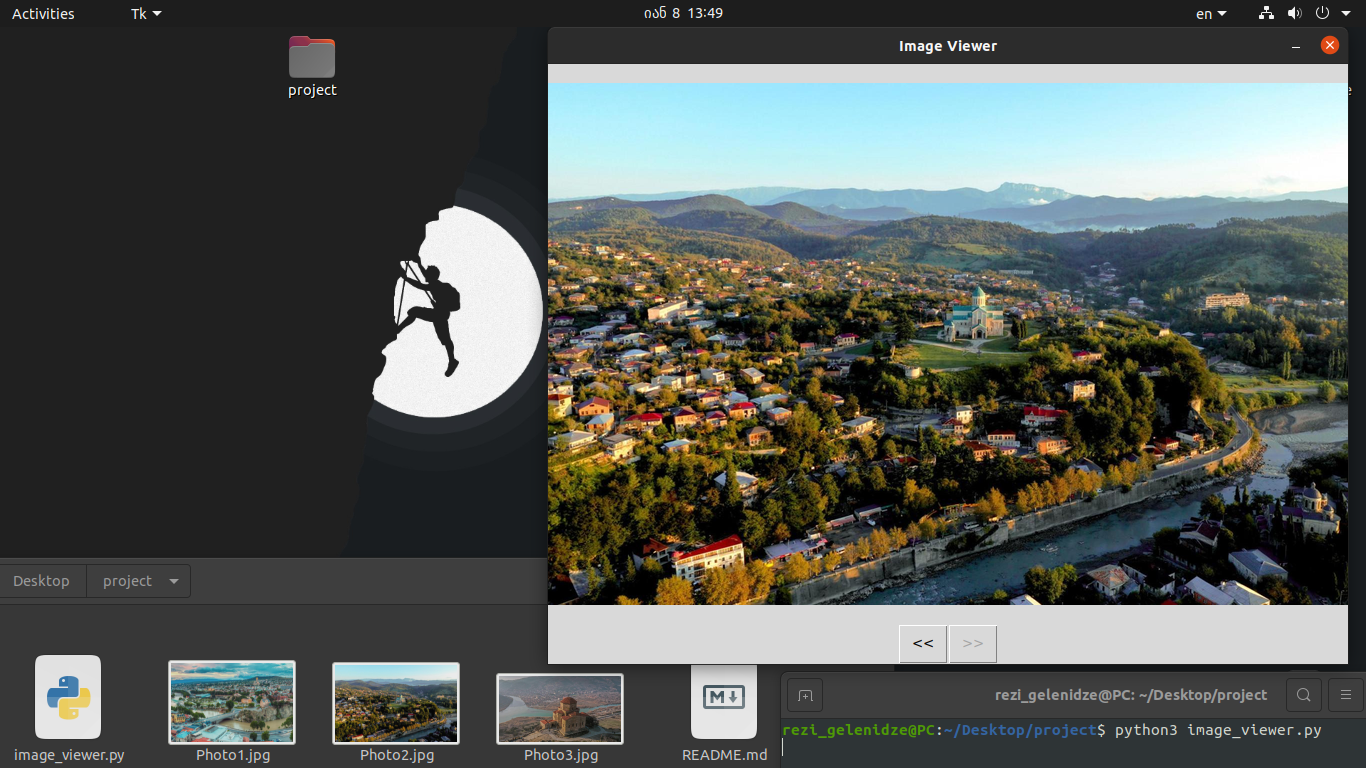 Activities
Tk
იან 8 13:49
en
project
Image Viewer
<<
>>
Desktop
project
image_viewer.py
Photo1.jpg
Photo2.jpg
Photo3.jpg
M
README.md
rezi_gelenidze@PC: ~/Desktop/project
rezi_gelenidze@PC:~/Desktop/project$ python3 image_viewer.py